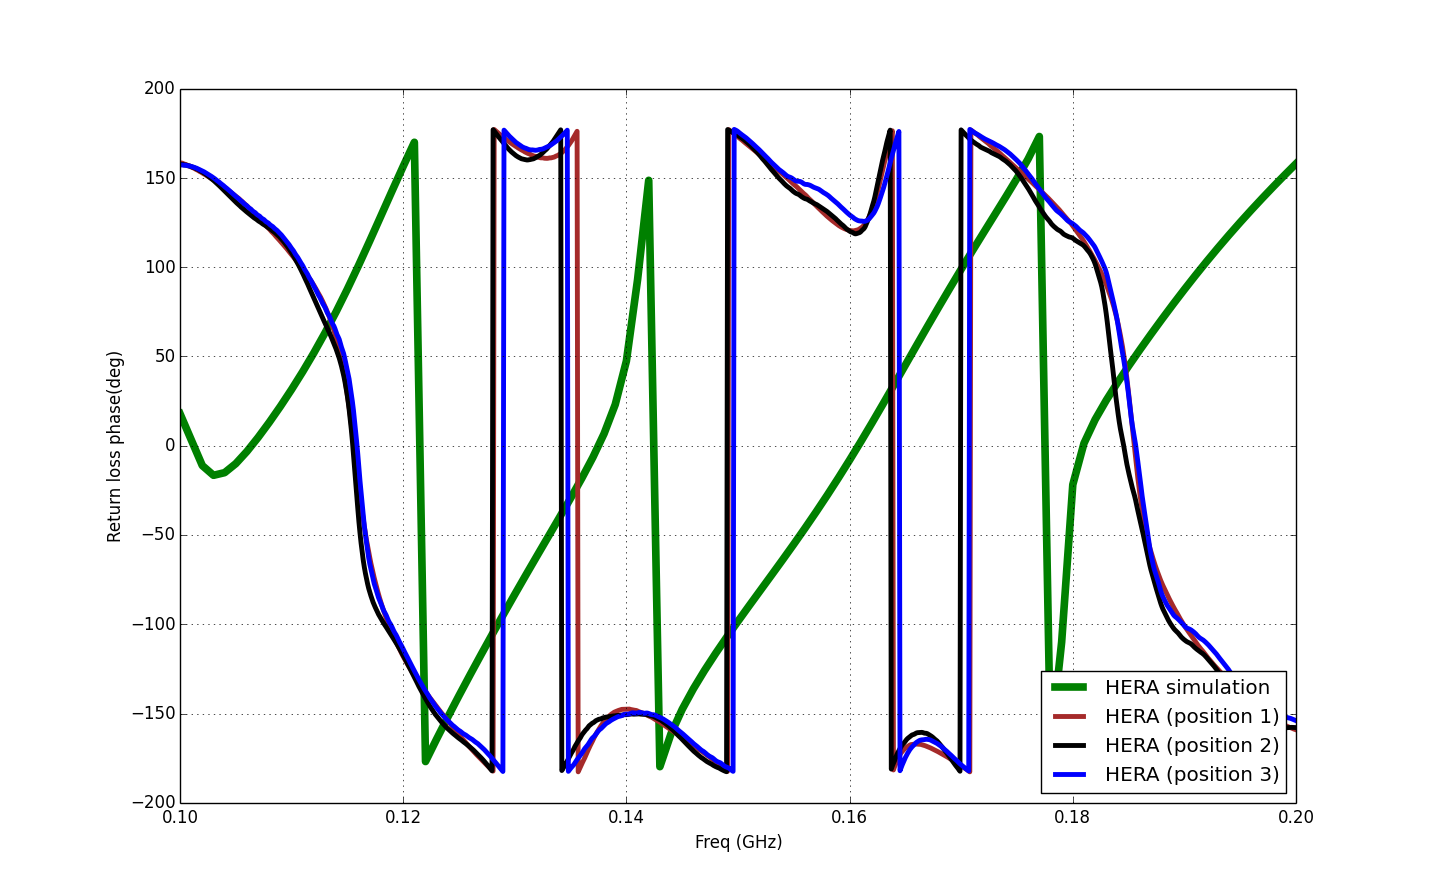 200
150
100
50
0
−50
−100
−150
−200
Return loss phase(deg)
HERA simulation
HERA (position 1)
HERA (position 2)
HERA (position 3)
0.10 0.12 0.14 0.16 0.18 0.20
Freq (GHz)